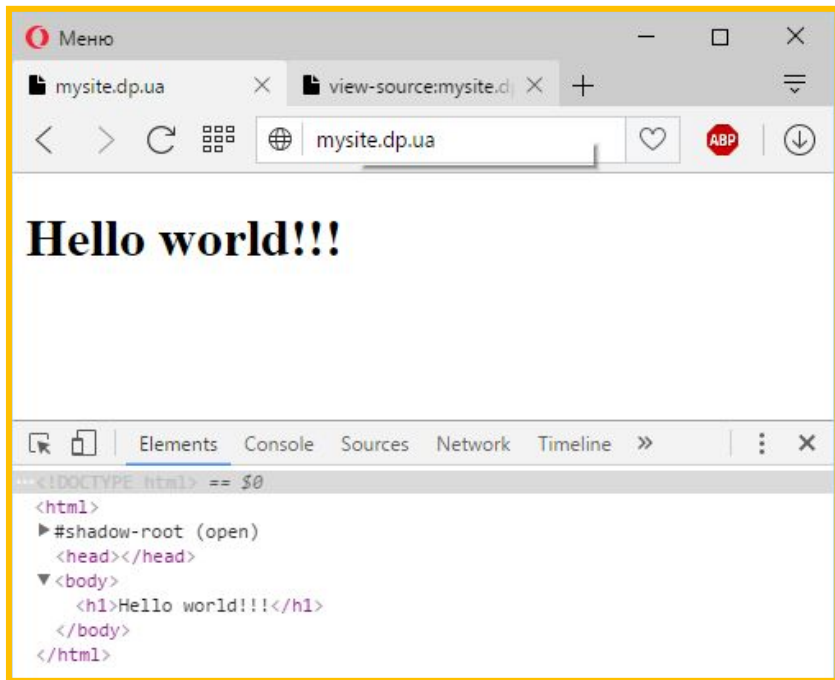 Меню
mysite.dp.ua
view-source:mysite.d
mysite.dp.ua
ABP
Hello world!!!
Elements Console Sources Network Timeline »
<!DOCTYPE html> == $0
<html>
#shadow-root (open)
<head></head>
<body>
<h1>Hello world!!!</h1>
</body>
</html>